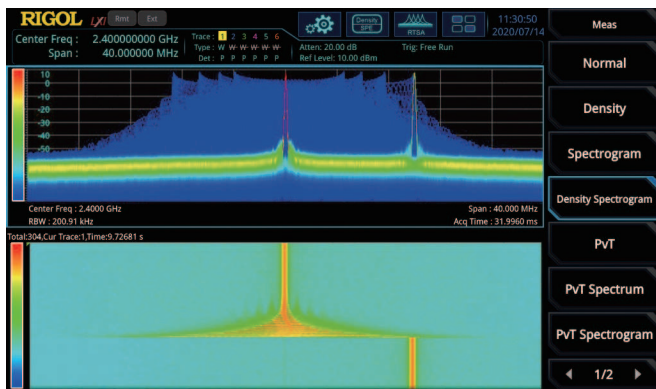 RIGOL LXI Rmt Ext
Density
SPE
RTSA
11:30:50
2020/07/14
Center Freq : 2.400000000 GHz
Span : 40.000000 MHz
Trace : 1 2 3 4 5 6
Type : W W W W W W
Det : P P P P P P
Atten: 20.00 dB
Ref Level: 10.00 dBm
Trig: Free Run
10
0
-10
-20
-30
-40
-50
Center Freq : 2.4000 GHz
Span : 40.000 MHz
RBW : 200.91 kHz
Acq Time : 31.9960 ms
Total:304,Cur Trace:1,Time:9.72681 s
Meas
Normal
Density
Spectrogram
Density Spectrogram
PvT
PvT Spectrum
PvT Spectrogram
1/2